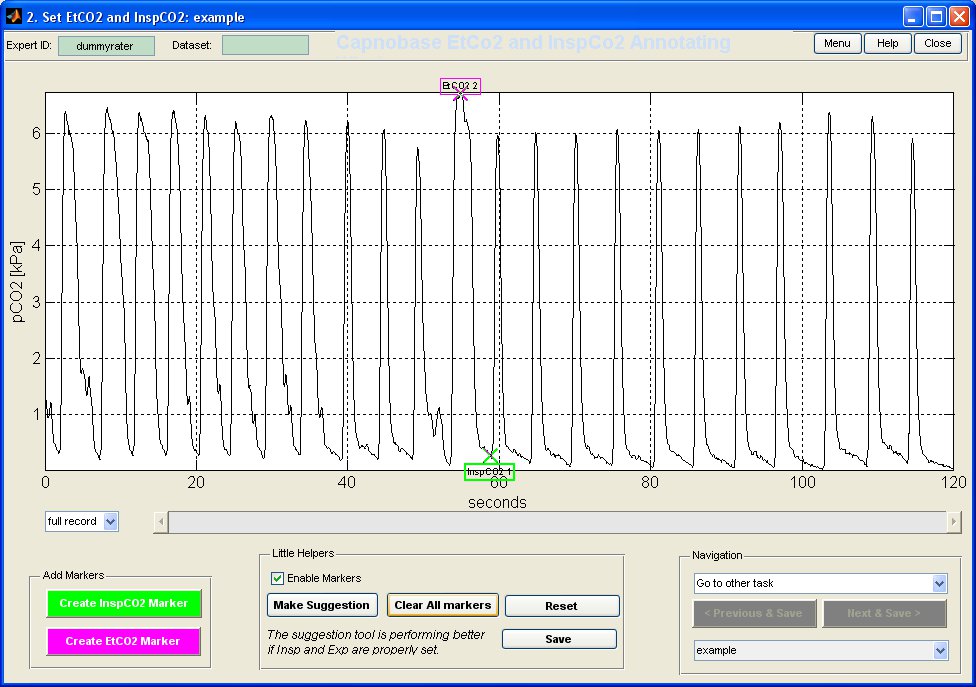 2. Set EtCO2 and InspCO2: example
Expert ID: dummyrater Dataset: Capnobase EtCo2 and InspCo2 Annotating Menu Help Close
EtCO2 2
6
5
4
3
2
1
pCO2 [kPa]
InspCO2 1
0 20 40 60 80 100 120
seconds
full record
Add Markers
Create InspCO2 Marker
Create EtCO2 Marker
Little Helpers
Enable Markers
Make Suggestion Clear All markers Reset
The suggestion tool is performing better
if Insp and Exp are properly set.
Save
Navigation
Go to other task
< Previous & Save Next & Save >
example